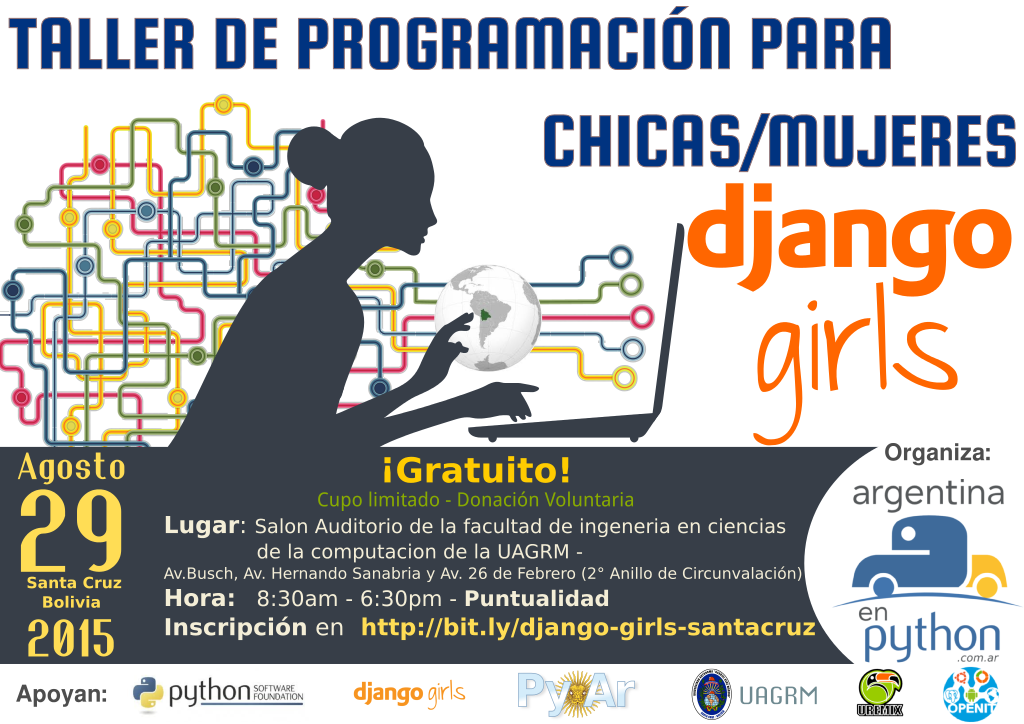 TALLER DE PROGRAMACIÓN PARA
CHICAS/MUJERES
django
girls
Agosto
29
Santa Cruz
Bolivia
2015
¡Gratuito!
Cupo limitado - Donación Voluntaria
Lugar: Salon Auditorio de la facultad de ingeneria en ciencias
de la computacion de la UAGRM -
Av.Busch, Av. Hernando Sanabria y Av. 26 de Febrero (2° Anillo de Circunvalación)
Hora: 8:30am - 6:30pm - Puntualidad
Inscripción en http://bit.ly/django-girls-santacruz
Organiza:
argentina
en
python
.com.ar
Apoyan:
python SOFTWARE
FOUNDATION
django girls
PyAr
UAGRM
URLMIX
OPENIT